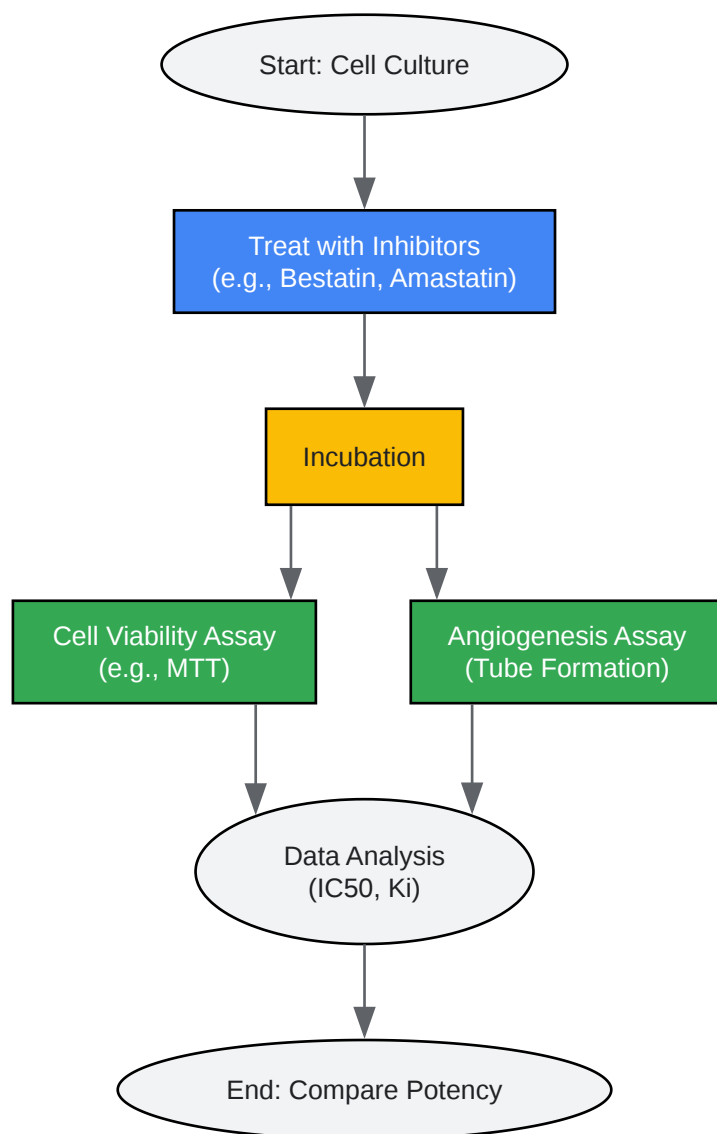 Start: Cell Culture
Treat with Inhibitors
(e.g., Bestatin, Amastatin)
Incubation
Cell Viability Assay
(e.g., MTT)
Angiogenesis Assay
(Tube Formation)
Data Analysis
(IC50, Ki)
End: Compare Potency